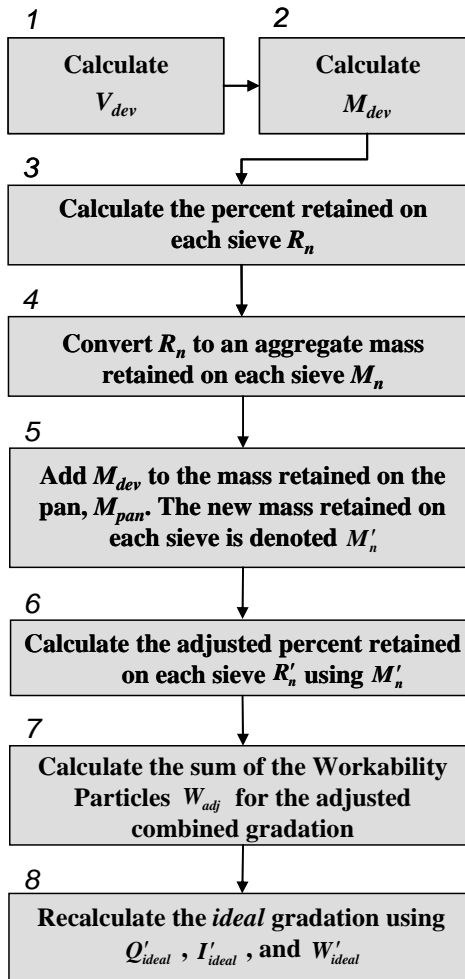 1
Calculate
V_dev
2
Calculate
M_dev
3
Calculate the percent retained on
each sieve R_n
4
Convert R_n to an aggregate mass
retained on each sieve M_n
5
Add M_dev to the mass retained on the
pan, M_pan. The new mass retained on
each sieve is denoted M′_n
6
Calculate the adjusted percent retained
on each sieve R′_n using M′_n
7
Calculate the sum of the Workability
Particles W_adj for the adjusted
combined gradation
8
Recalculate the ideal gradation using
Q′_ideal , I′_ideal , and W′_ideal